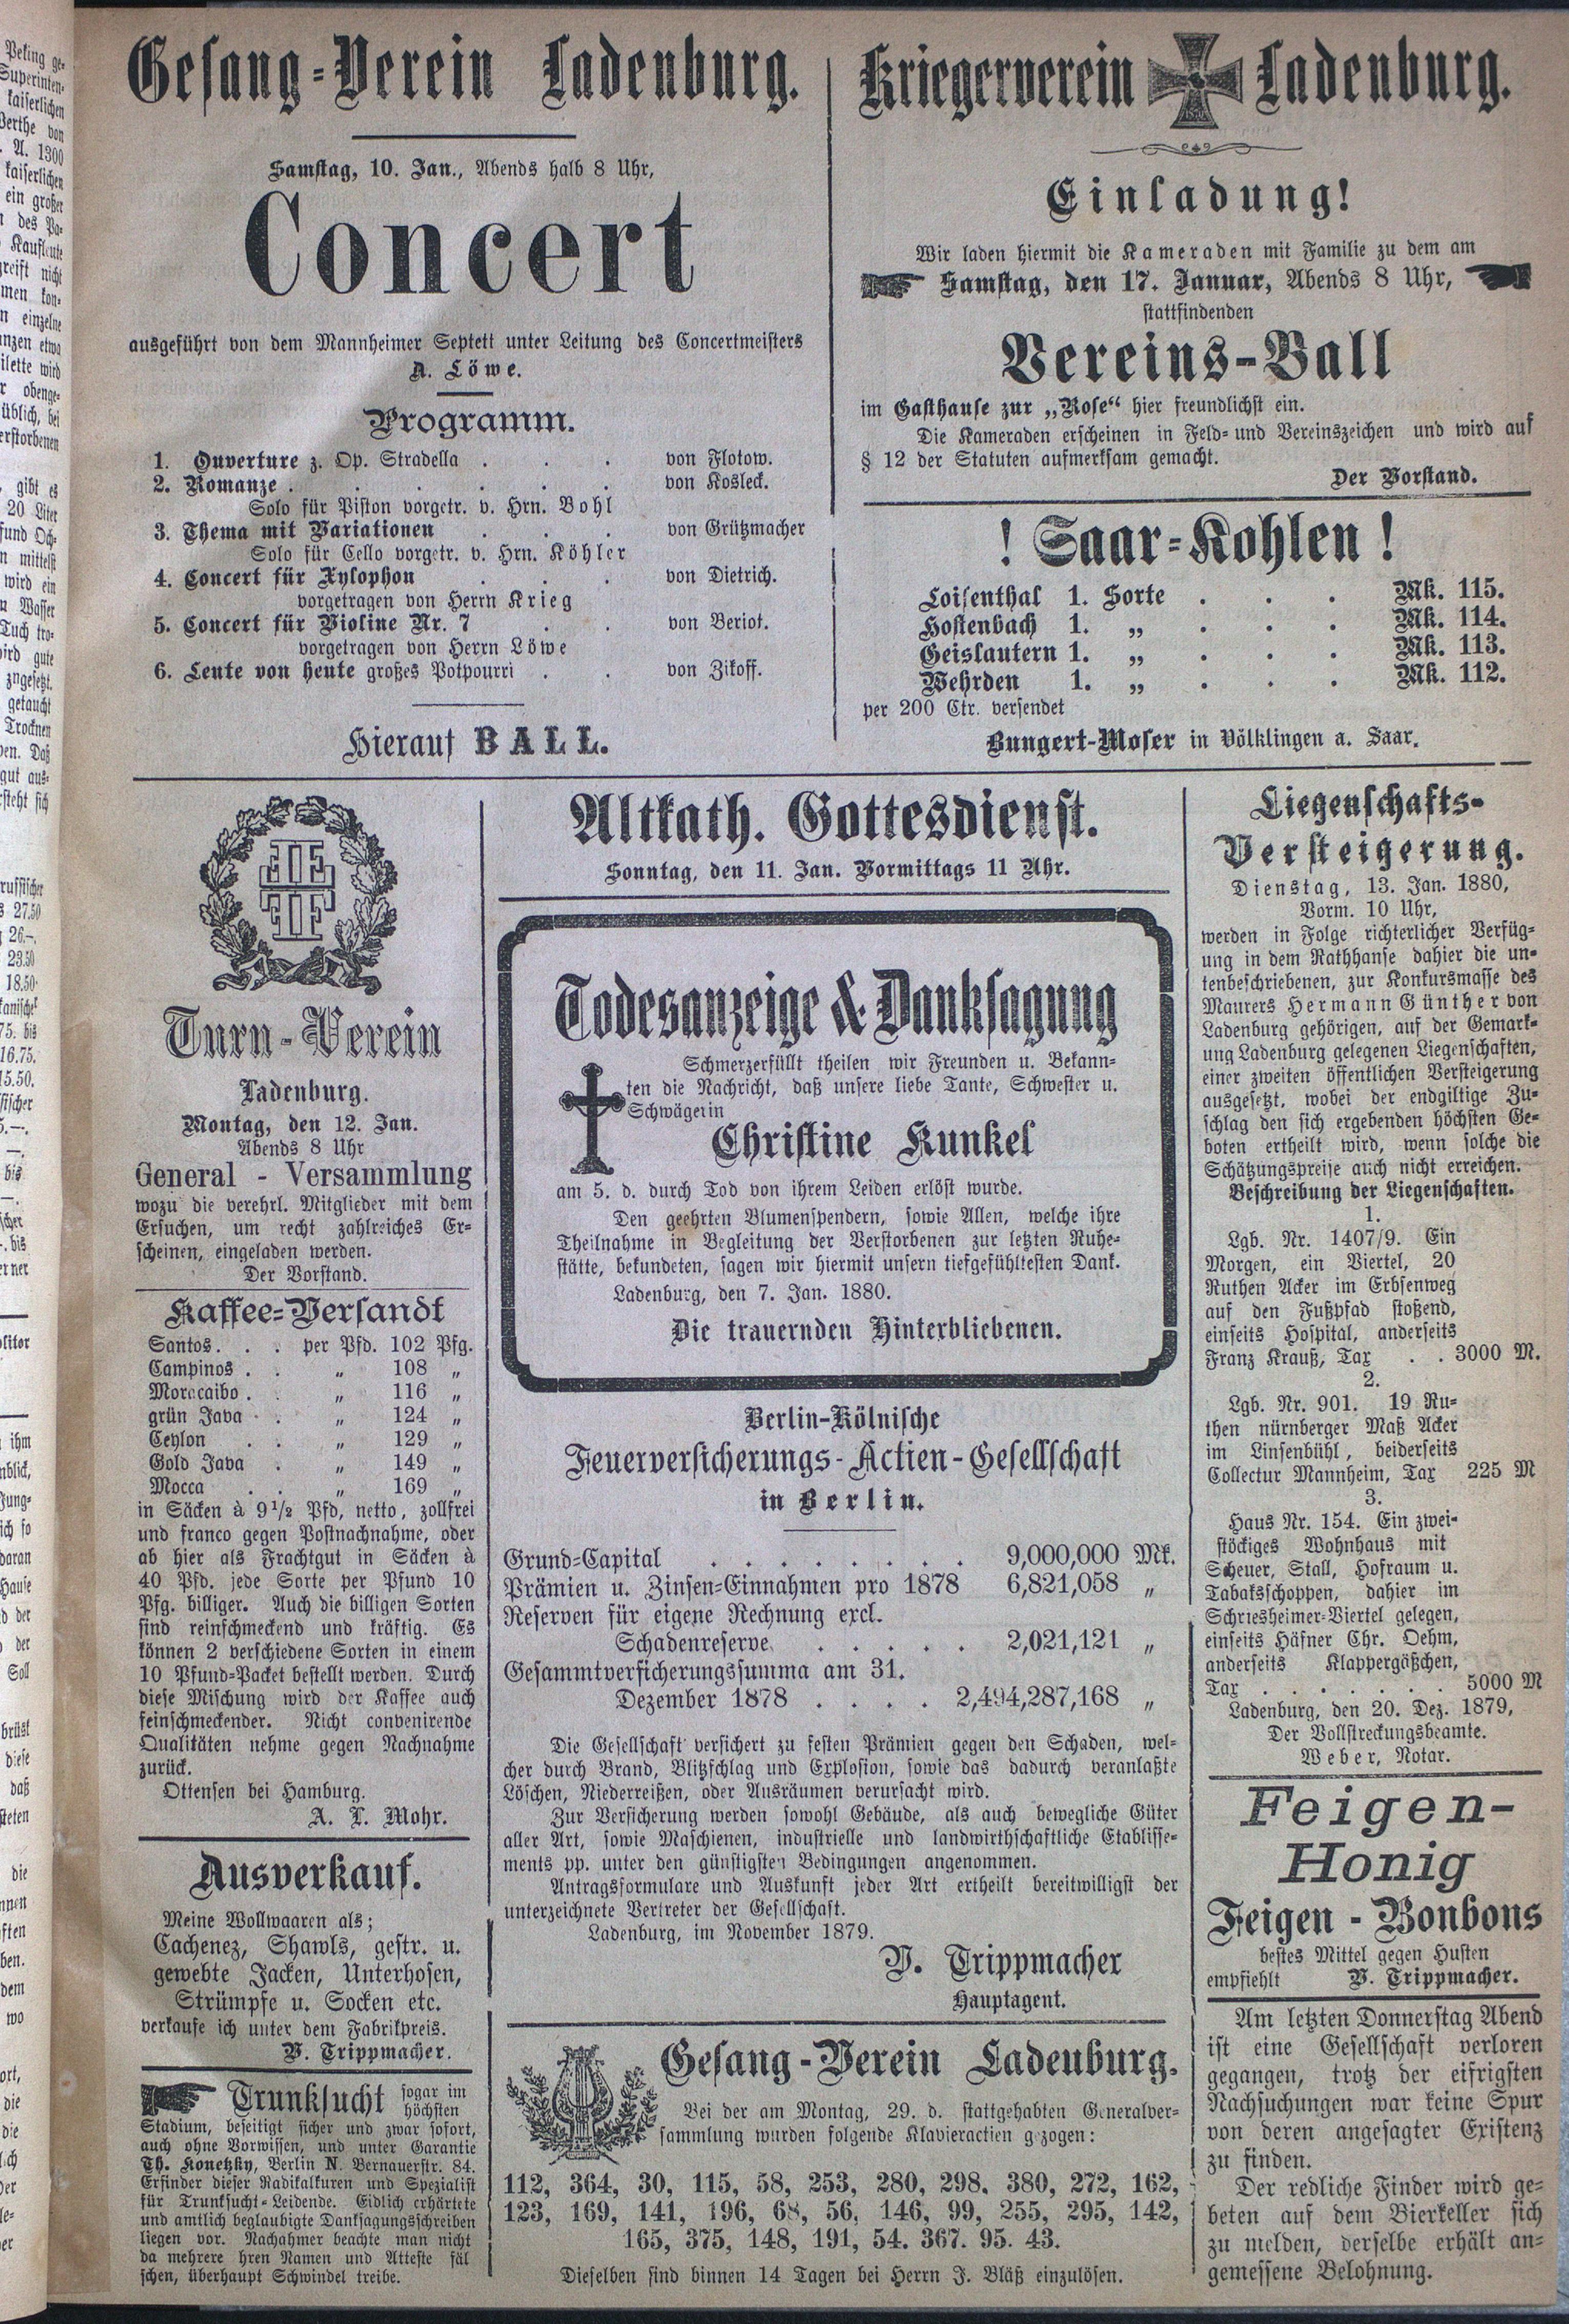 Gesang-Verein Ladenburg.
Samstag, 10. Jan., Abends halb 8 Uhr,
Concert
ausgeführt von dem Mannheimer Septett unter Leitung des Concertmeisters
A. Löwe.
Programm.
1. Ouverture z. Op. Stradella . . . von Flotow.
2. Romanze . . . . . . von Kosleck.
Solo für Piston vorgetr. v. Hrn. Bohl
3. Thema mit Variationen . . . von Grützmacher
Solo für Cello vorgetr. v. Hrn. Köhler
4. Concert für Xylophon . . . von Dietrich.
vorgetragen von Herrn Krieg
5. Concert für Violine Nr. 7 . . von Beriot.
vorgetragen von Herrn Löwe
6. Leute von heute großes Potpourri . . von Zikoff.
Hierauf BALL.
Kriegerverein Ladenburg.
Einladung!
Wir laden hiermit die Kameraden mit Familie zu dem am
Samstag, den 17. Januar, Abends 8 Uhr,
stattfindenden
Vereins-Ball
im Gasthause zur „Rose“ hier freundlichst ein.
Die Kameraden erscheinen in Feld- und Vereinszeichen und wird auf
§ 12 der Statuten aufmerksam gemacht.
Der Vorstand.
! Saar-Kohlen !
Loisenthal 1. Sorte . . . Mk. 115.
Hostenbach 1. „ . . . Mk. 114.
Geislautern 1. „ . . . Mk. 113.
Wehrden 1. „ . . . Mk. 112.
per 200 Ctr. versendet
Bungert-Moser in Völklingen a. Saar.
Turn-Verein
Ladenburg.
Montag, den 12. Jan.
Abends 8 Uhr
General - Versammlung
wozu die verehrl. Mitglieder mit dem
Ersuchen, um recht zahlreiches Er-
scheinen, eingeladen werden.
Der Vorstand.
Kaffee-Versandt
Santos. . . per Pfd. 102 Pfg.
Campinos . . „ 108 „
Moracaibo . . „ 116 „
grün Java . . „ 124 „
Ceylon . . „ 129 „
Gold Java . „ 149 „
Mocca . . „ 169 „
in Säcken à 9 1/2 Pfd, netto, zollfrei
und franco gegen Postnachnahme, oder
ab hier als Frachtgut in Säcken à
40 Pfd. jede Sorte per Pfund 10
Pfg. billiger. Auch die billigen Sorten
sind reinschmeckend und kräftig. Es
können 2 verschiedene Sorten in einem
10 Pfund-Packet bestellt werden. Durch
diese Mischung wird der Kaffee auch
feinschmeckender. Nicht convenirende
Qualitäten nehme gegen Nachnahme
zurück.
Ottensen bei Hamburg.
A. L. Mohr.
Ausverkauf.
Meine Wollwaaren als;
Cachenez, Shawls, gestr. u.
gewebte Jacken, Unterhosen,
Strümpfe u. Socken etc.
verkaufe ich unter dem Fabrikpreis.
V. Trippmacher.
Trunksucht sogar im
höchsten
Stadium, beseitigt sicher und zwar sofort,
auch ohne Vorwissen, und unter Garantie
Th. Konetzky, Berlin N. Bernauerstr. 84.
Erfinder dieser Radikalkuren und Spezialist
für Trunksucht-Leidende. Eidlich erhärtete
und amtlich beglaubigte Danksagungsschreiben
liegen vor. Nachahmer beachte man nicht
da mehrere hren Namen und Atteste fäl
schen, überhaupt Schwindel treibe.
Altkath. Gottesdienst.
Sonntag, den 11. Jan. Vormittags 11 Uhr.
Todesanzeige & Danksagung
Schmerzerfüllt theilen wir Freunden u. Bekann-
ten die Nachricht, daß unsere liebe Tante, Schwester u.
Schwägerin
Christine Kunkel
am 5. d. durch Tod von ihrem Leiden erlöst wurde.
Den geehrten Blumenspendern, sowie Allen, welche ihre
Theilnahme in Begleitung der Verstorbenen zur letzten Ruhe-
stätte, bekundeten, sagen wir hiermit unsern tiefgefühltesten Dank.
Ladenburg, den 7. Jan. 1880.
Die trauernden Hinterbliebenen.
Berlin-Kölnische
Feuerversicherungs-Actien-Gesellschaft
in Berlin.
Grund-Capital . . . . . . . . 9,000,000 Mk.
Prämien u. Zinsen-Einnahmen pro 1878 6,821,058 „
Reserven für eigene Rechnung excl.
Schadenreserve . . . . . 2,021,121 „
Gesammtversicherungssumma am 31.
Dezember 1878 . . . . 2,494,287,168 „
Die Gesellschaft versichert zu festen Prämien gegen den Schaden, wel-
cher durch Brand, Blitzschlag und Explosion, sowie das dadurch veranlaßte
Löschen, Niederreißen, oder Ausräumen verursacht wird.
Zur Versicherung werden sowohl Gebäude, als auch bewegliche Güter
aller Art, sowie Maschienen, industrielle und landwirthschaftliche Etablisse-
ments pp. unter den günstigsten Bedingungen angenommen.
Antragsformulare und Auskunft jeder Art ertheilt bereitwilligst der
unterzeichnete Vertreter der Gesellschaft.
Ladenburg, im November 1879.
V. Trippmacher
Hauptagent.
Gesang-Verein Ladenburg.
Bei der am Montag, 29. d. stattgehabten Generalver-
sammlung wurden folgende Klavieractien gezogen:
112, 364, 30, 115, 58, 253, 280, 298. 380, 272, 162,
123, 169, 141, 196, 68, 56, 146, 99, 255, 295, 142,
165, 375, 148, 191, 54. 367. 95. 43.
Dieselben sind binnen 14 Tagen bei Herrn J. Bläß einzulösen.
Liegenschafts-
Versteigerung.
Dienstag, 13. Jan. 1880,
Vorm. 10 Uhr,
werden in Folge richterlicher Verfüg-
ung in dem Rathhause dahier die un-
tenbeschriebenen, zur Konkursmasse des
Maurers Hermann Günther von
Ladenburg gehörigen, auf der Gemark-
ung Ladenburg gelegenen Liegenschaften,
einer zweiten öffentlichen Versteigerung
ausgesetzt, wobei der endgiltige Zu-
schlag den sich ergebenden höchsten Ge-
boten ertheilt wird, wenn solche die
Schätzungspreise auch nicht erreichen.
Beschreibung der Liegenschaften.
1.
Lgb. Nr. 1407/9. Ein
Morgen, ein Viertel, 20
Ruthen Acker im Erbsenweg
auf den Fußpfad stoßend,
einseits Hospital, anderseits
Franz Krauß, Tax . . 3000 M.
2.
Lgb. Nr. 901. 19 Ru-
then nürnberger Maß Acker
im Linsenbühl, beiderseits
Collectur Mannheim, Tax 225 M
3.
Haus Nr. 154. Ein zwei-
stöckiges Wohnhaus mit
Scheuer, Stall, Hofraum u.
Tabaksschoppen, dahier im
Schriesheimer-Viertel gelegen,
einseits Häfner Chr. Oehm,
anderseits Klappergößchen,
Tax . . . . . . . 5000 M
Ladenburg, den 20. Dez. 1879,
Der Vollstreckungsbeamte.
Weber, Notar.
Feigen-
Honig
Feigen - Bonbons
bestes Mittel gegen Husten
empfiehlt V. Trippmacher.
Am letzten Donnerstag Abend
ist eine Gesellschaft verloren
gegangen, trotz der eifrigsten
Nachsuchungen war keine Spur
von deren angesagter Existenz
zu finden.
Der redliche Finder wird ge-
beten auf dem Bierkeller sich
zu melden, derselbe erhält an-
gemessene Belohnung.